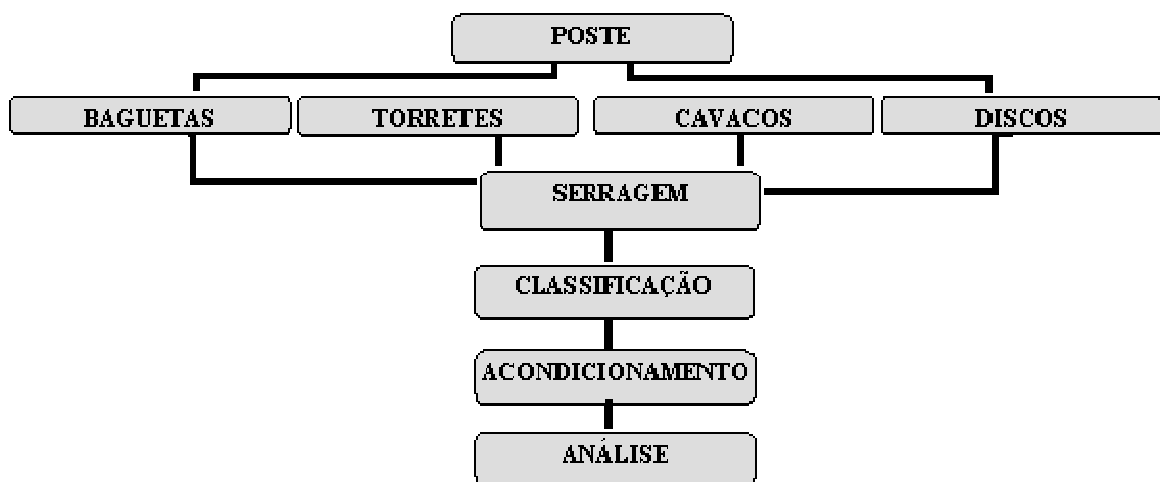 POSTE
BAGUETAS
TORRETES
CAVACOS
DISCOS
SERRAGEM
CLASSIFICAÇÃO
ACONDICIONAMENTO
ANÁLISE